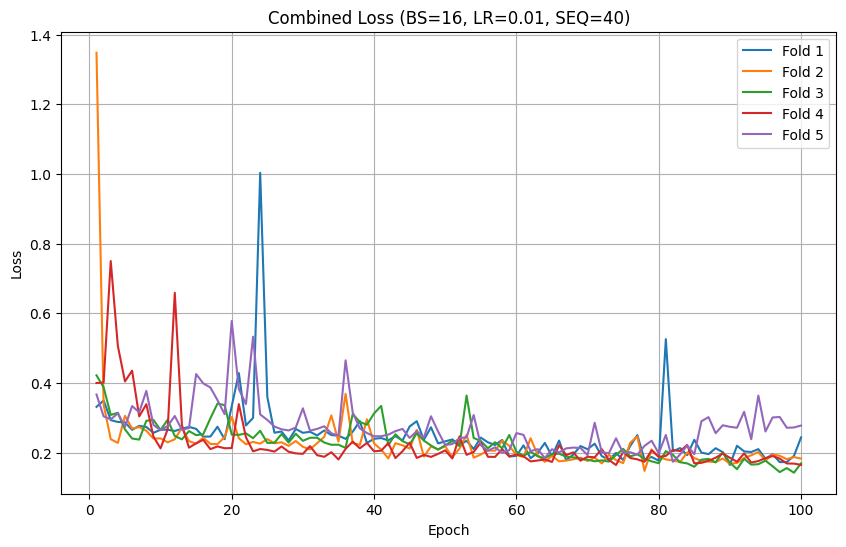 Combined Loss (BS=16, LR=0.01, SEQ=40)
1.4
1.2
1.0
0.8
0.6
0.4
0.2
Loss
Fold 1
Fold 2
Fold 3
Fold 4
Fold 5
0 20 40 60 80 100
Epoch